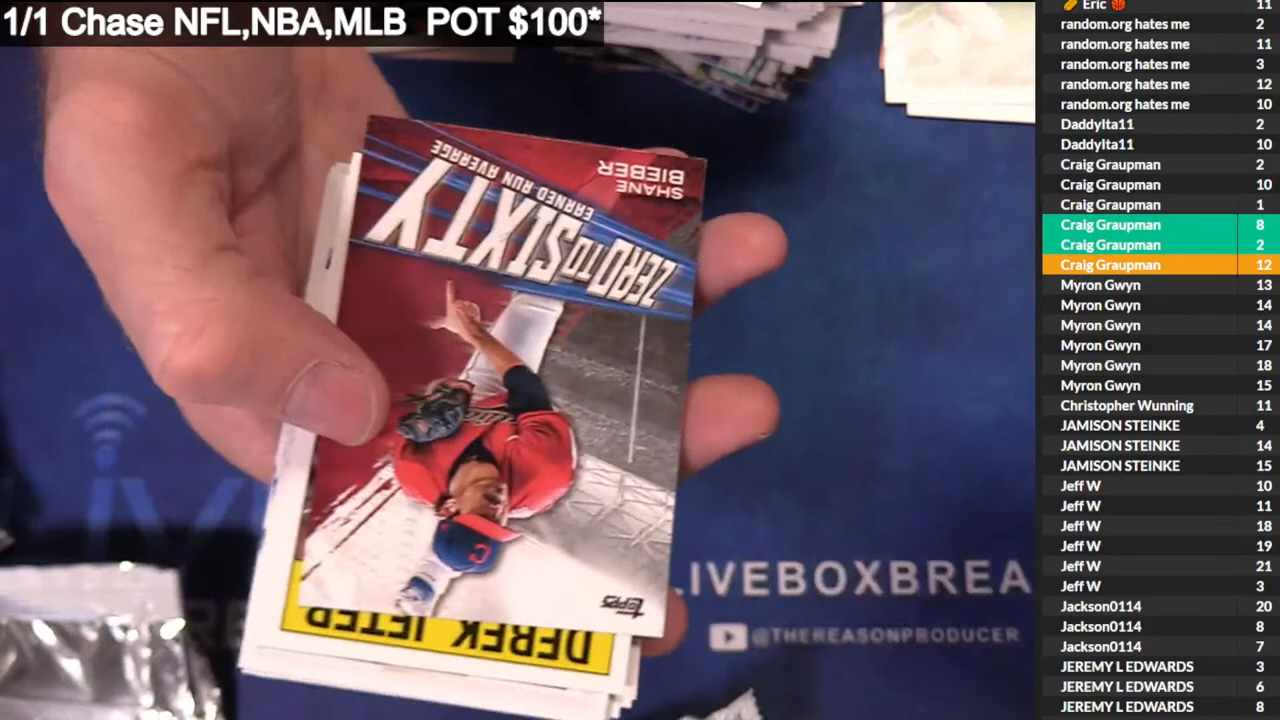 1/1 Chase NFL,NBA,MLB POT $100*
SHANE
BIEBER
EARNED RUN AVERAGE
ZERO TO SIXTY
TOPPS
DEREK JETER
LIVEBOXBREA
@THEREASONPRODUCER
Eric 11
random.org hates me 2
random.org hates me 11
random.org hates me 3
random.org hates me 12
random.org hates me 10
DaddyIta11 2
DaddyIta11 10
Craig Graupman 2
Craig Graupman 10
Craig Graupman 1
Craig Graupman 8
Craig Graupman 2
Craig Graupman 12
Myron Gwyn 13
Myron Gwyn 14
Myron Gwyn 14
Myron Gwyn 17
Myron Gwyn 18
Myron Gwyn 15
Christopher Wunning 11
JAMISON STEINKE 4
JAMISON STEINKE 14
JAMISON STEINKE 15
Jeff W 10
Jeff W 11
Jeff W 18
Jeff W 19
Jeff W 21
Jeff W 3
Jackson0114 20
Jackson0114 8
Jackson0114 7
JEREMY L EDWARDS 3
JEREMY L EDWARDS 6
JEREMY L EDWARDS 8